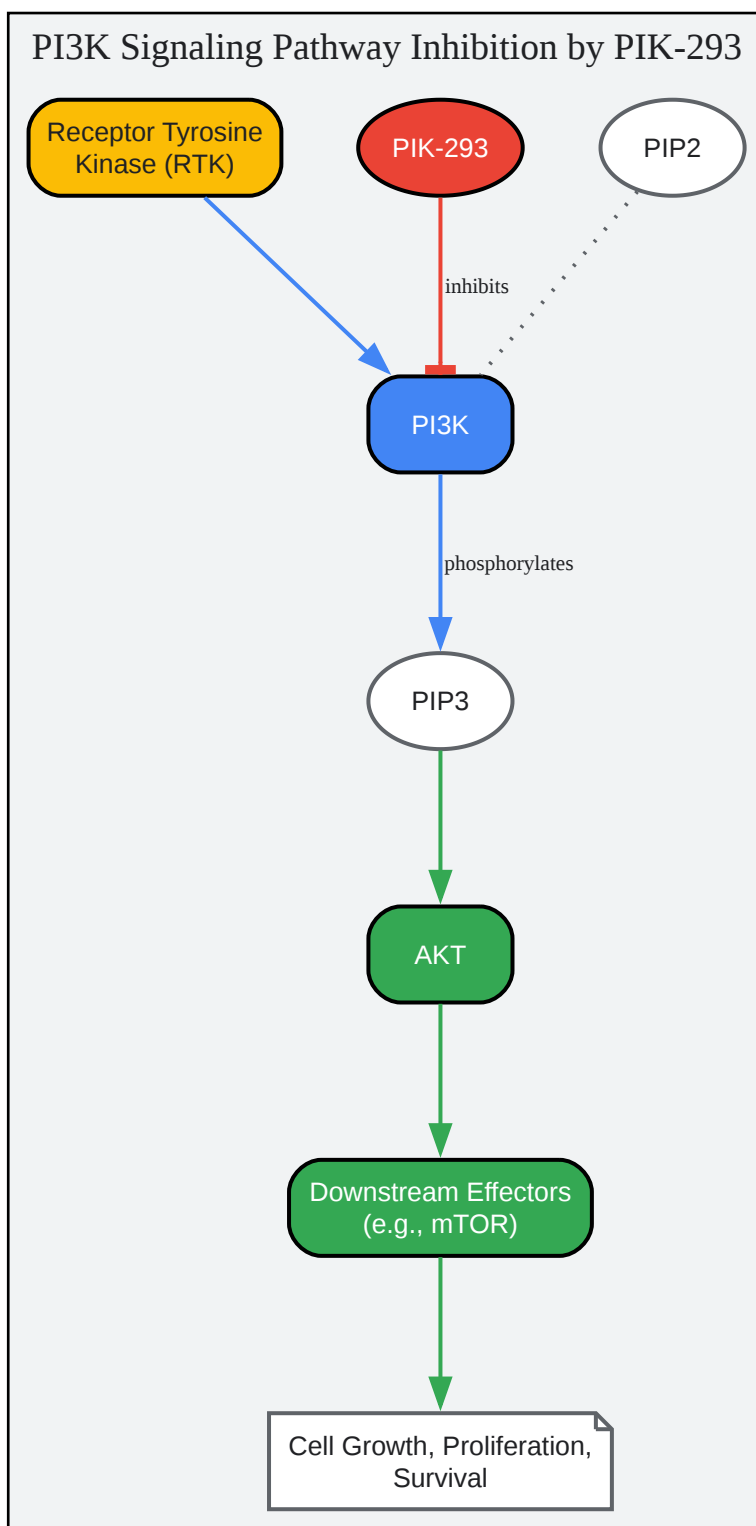 PI3K Signaling Pathway Inhibition by PIK-293
Receptor Tyrosine
Kinase (RTK)
PIK-293
PIP2
inhibits
PI3K
phosphorylates
PIP3
AKT
Downstream Effectors
(e.g., mTOR)
Cell Growth, Proliferation,
Survival